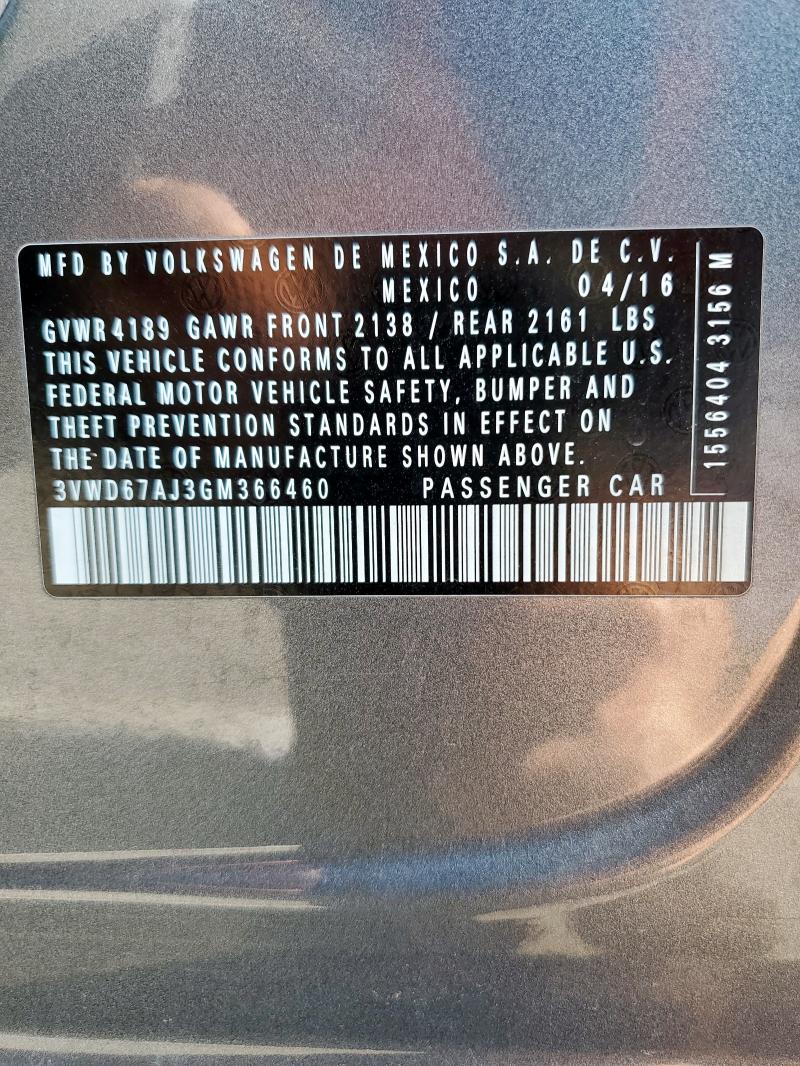 MFD BY VOLKSWAGEN DE MEXICO S.A. DE C.V.
MEXICO 04/16
GVWR 4189 GAWR FRONT 2138 / REAR 2161 LBS
THIS VEHICLE CONFORMS TO ALL APPLICABLE U.S.
FEDERAL MOTOR VEHICLE SAFETY, BUMPER AND
THEFT PREVENTION STANDARDS IN EFFECT ON
THE DATE OF MANUFACTURE SHOWN ABOVE.
3VWD67AJ3GM366460 PASSENGER CAR
1556404 3156 M